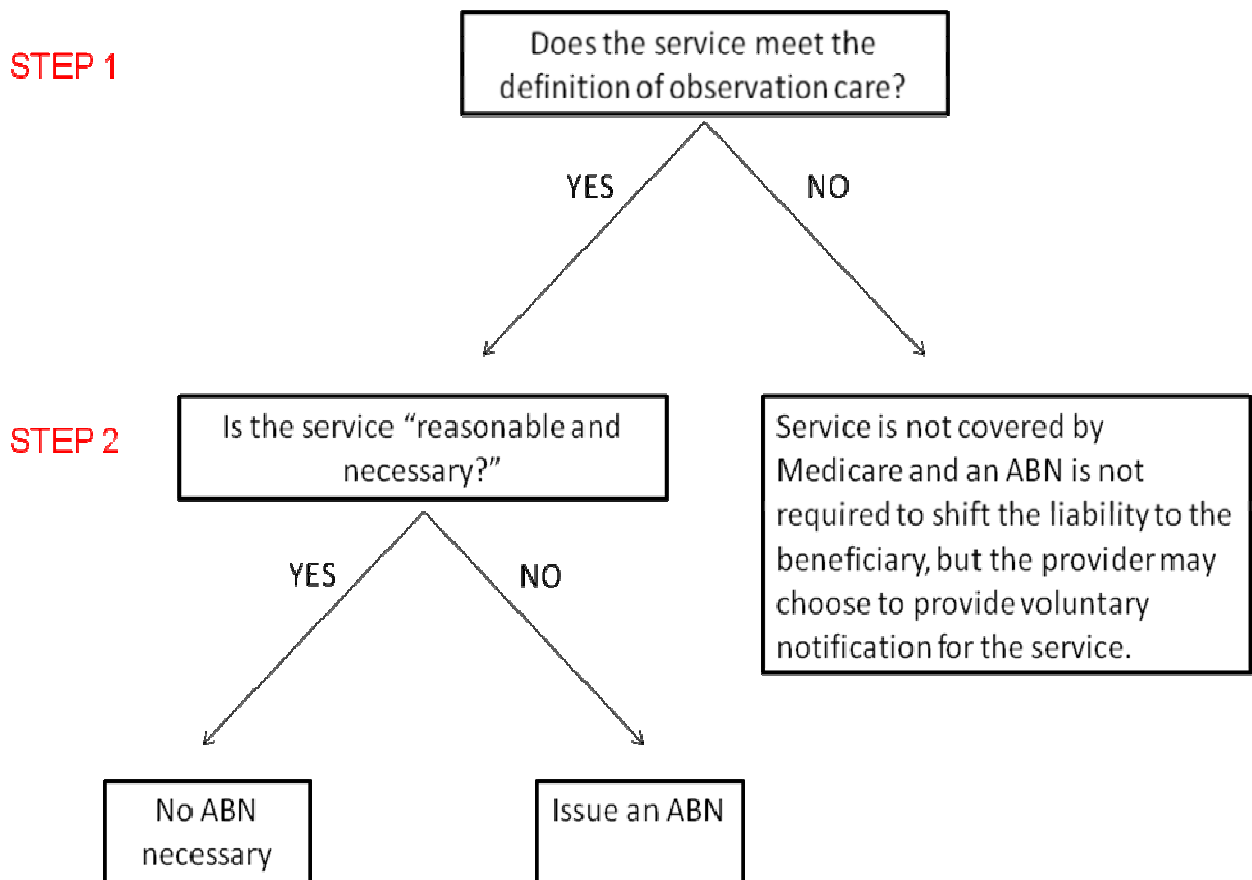 STEP 1
Does the service meet the
definition of observation care?
YES
NO
STEP 2
Is the service “reasonable and
necessary?”
Service is not covered by
Medicare and an ABN is not
required to shift the liability to the
beneficiary, but the provider may
choose to provide voluntary
notification for the service.
YES
NO
No ABN
necessary
Issue an ABN